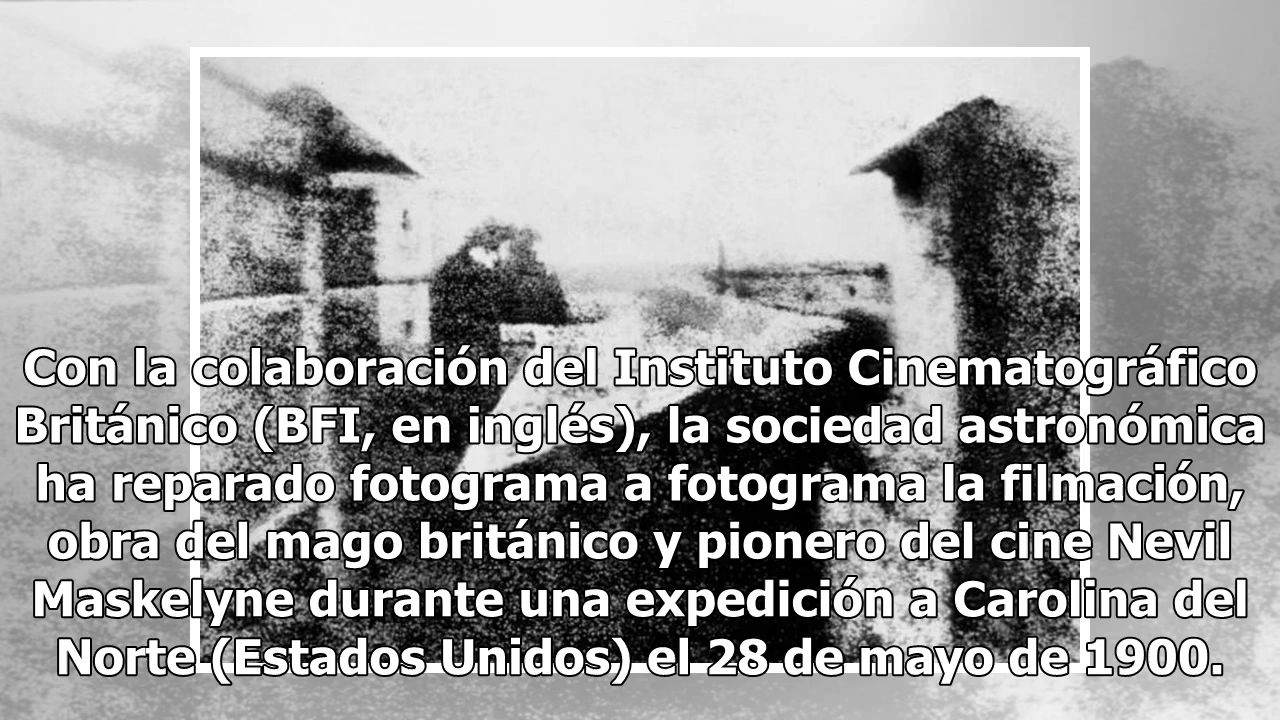 Con la colaboración del Instituto Cinematográfico
Británico (BFI, en inglés), la sociedad astronómica
ha reparado fotograma a fotograma la filmación,
obra del mago británico y pionero del cine Nevil
Maskelyne durante una expedición a Carolina del
Norte (Estados Unidos) el 28 de mayo de 1900.